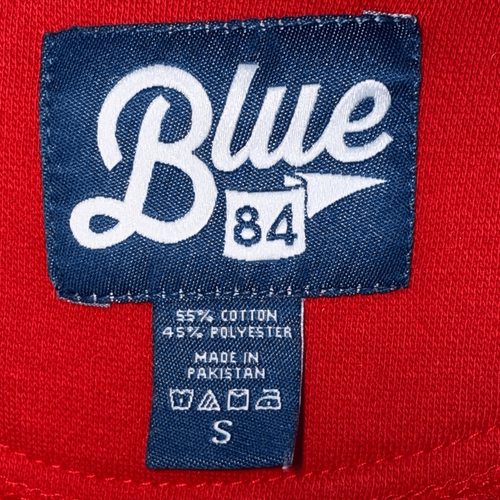 Blue
84
55% COTTON
45% POLYESTER
MADE IN
PAKISTAN
S